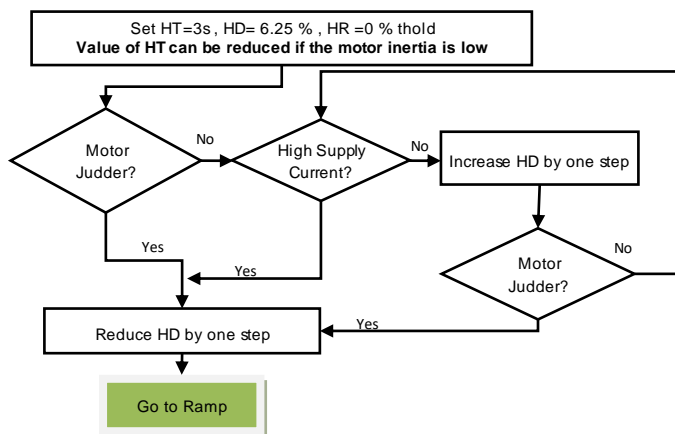 Set HT=3s , HD= 6.25 % , HR =0 % thold
Value of HT can be reduced if the motor inertia is low
Motor
Judder?
No
High Supply
Current?
No
Increase HD by one step
Yes
Yes
Motor
Judder?
No
Reduce HD by one step
Yes
Go to Ramp